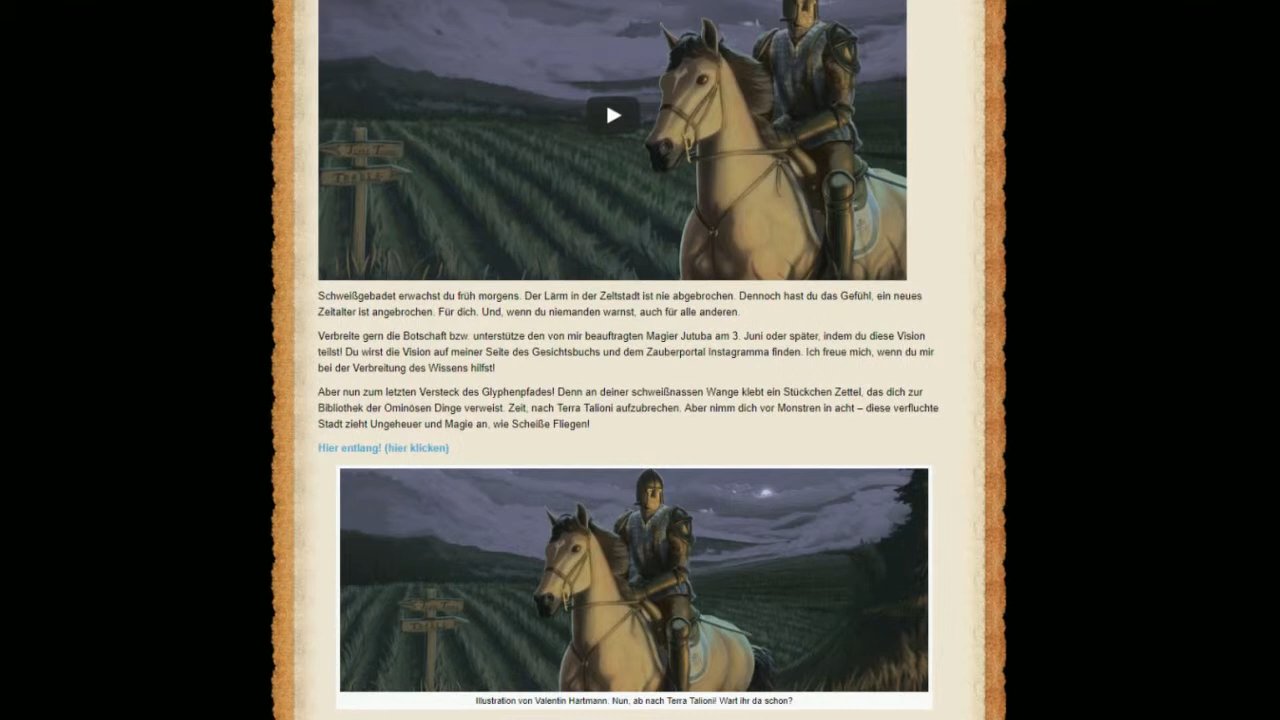 Schweißgebadet erwachst du früh morgens. Der Lärm in der Zeltstadt ist nie abgebrochen. Dennoch hast du das Gefühl, ein neues
Zeitalter ist angebrochen. Für dich. Und, wenn du niemanden warnst, auch für alle anderen.
Verbreite gern die Botschaft bzw. unterstütze den von mir beauftragten Magier Jutuba am 3. Juni oder später, indem du diese Vision
teilst! Du wirst die Vision auf meiner Seite des Gesichtsbuchs und dem Zauberportal Instagramma finden. Ich freue mich, wenn du mir
bei der Verbreitung des Wissens hilfst!
Aber nun zum letzten Versteck des Glyphenpfades! Denn an deiner schweißnassen Wange klebt ein Stückchen Zettel, das dich zur
Bibliothek der Ominösen Dinge verweist. Zeit, nach Terra Talioni aufzubrechen. Aber nimm dich vor Monstren in acht – diese verfluchte
Stadt zieht Ungeheuer und Magie an, wie Scheiße Fliegen!
Hier entlang! (hier klicken)
Illustration von Valentin Hartmann. Nun, ab nach Terra Talioni! Wart ihr da schon?